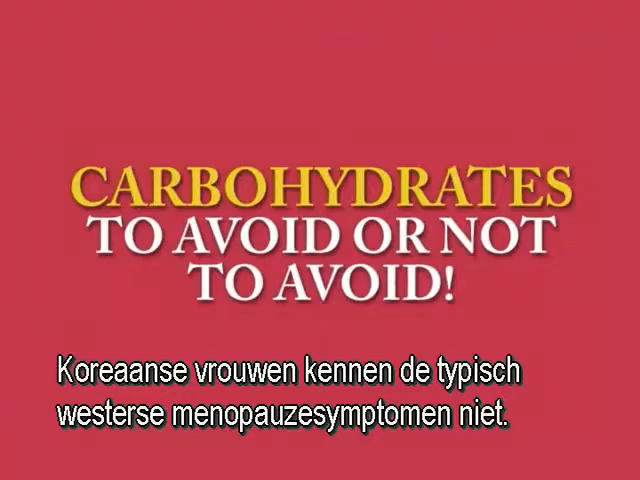 CARBOHYDRATES
TO AVOID OR NOT
TO AVOID!
Koreaanse vrouwen kennen de typisch
westerse menopauzesymptomen niet.